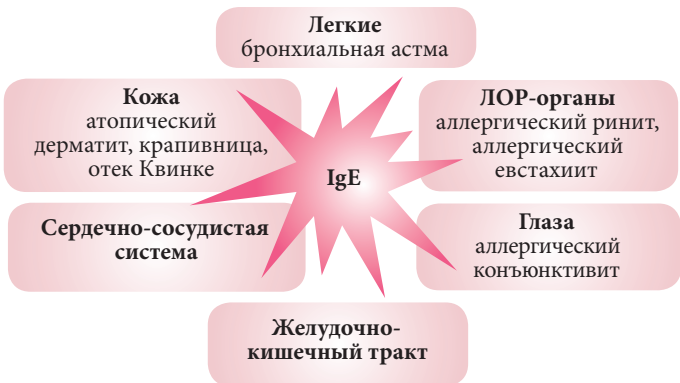 Легкие
бронхиальная астма
Кожа
атопический
дерматит, крапивница,
отек Квинке
ЛОР-органы
аллергический ринит,
аллергический
евстахиит
IgE
Сердечно-сосудистая
система
Глаза
аллергический
конъюнктивит
Желудочно-
кишечный тракт